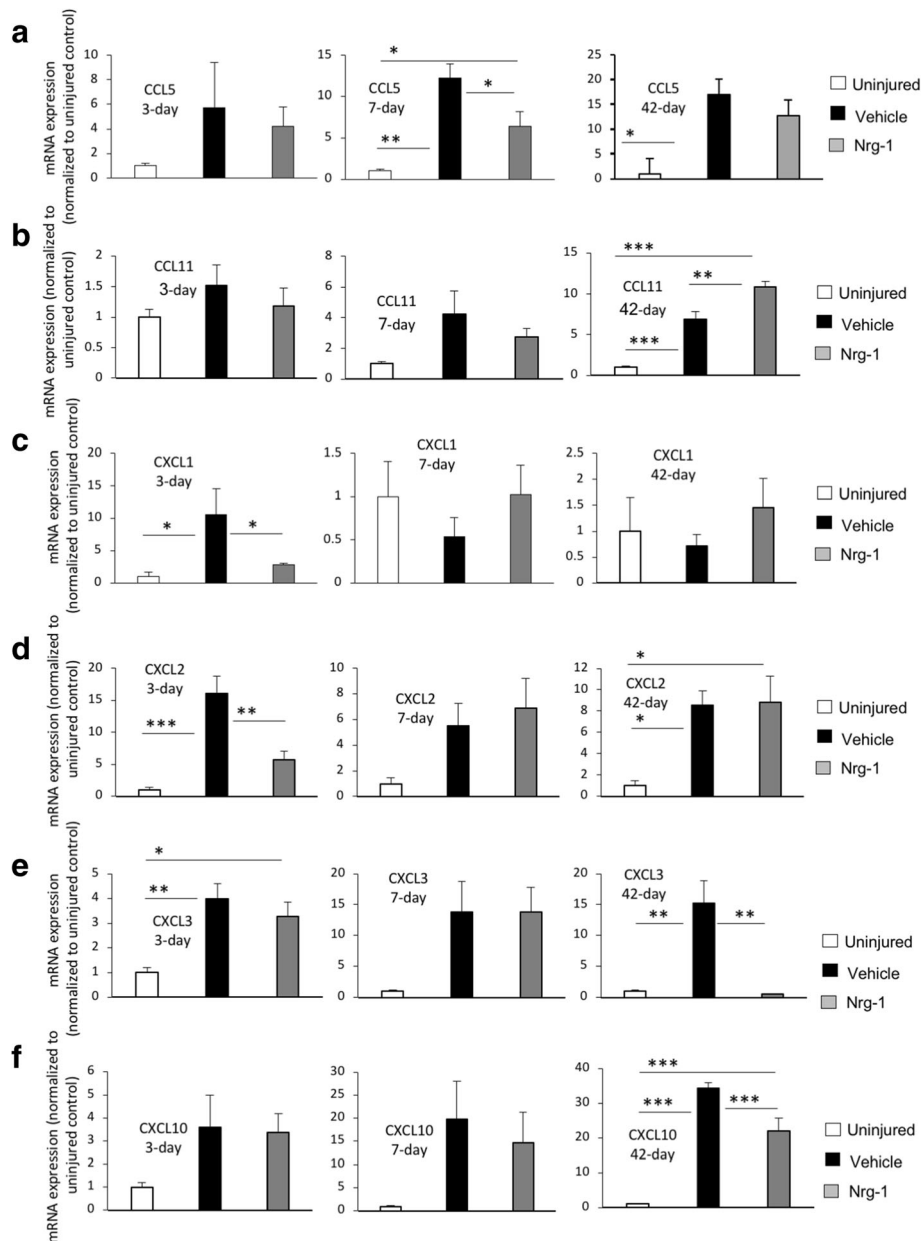 a
mRNA expression
(normalized to uninjured control)
10
8
6
4
2
0
CCL5
3-day
15
10
5
0
CCL5
7-day
*
**
*
25
20
15
10
5
0
CCL5
42-day
*
Uninjured
Vehicle
Nrg-1
b
mRNA expression (normalized to
uninjured control)
2
1.5
1
0.5
0
CCL11
3-day
8
6
4
2
0
CCL11
7-day
15
10
5
0
***
**
CCL11
42-day
***
Uninjured
Vehicle
Nrg-1
c
mRNA expression
(normalized to uninjured control)
20
15
10
5
0
CXCL1
3-day
*
*
1.5
1
0.5
0
CXCL1
7-day
2.5
2
1.5
1
0.5
0
CXCL1
42-day
Uninjured
Vehicle
Nrg-1
d
mRNA expression (normalized to
uninjured control)
20
15
10
5
0
CXCL2
3-day
***
**
10
8
6
4
2
0
CXCL2
7-day
12
10
8
6
4
2
0
*
CXCL2
42-day
*
Uninjured
Vehicle
Nrg-1
e
mRNA expression
(normalized to uninjured control)
5
4
3
2
1
0
*
**
CXCL3
3-day
20
15
10
5
0
CXCL3
7-day
20
15
10
5
0
CXCL3
42-day
**
**
Uninjured
Vehicle
Nrg-1
f
mRNA expression (normalized to
uninjured control)
6
5
4
3
2
1
0
CXCL10
3-day
30
25
20
15
10
5
0
CXCL10
7-day
40
30
20
10
0
***
***
***
CXCL10
42-day
Uninjured
Vehicle
Nrg-1